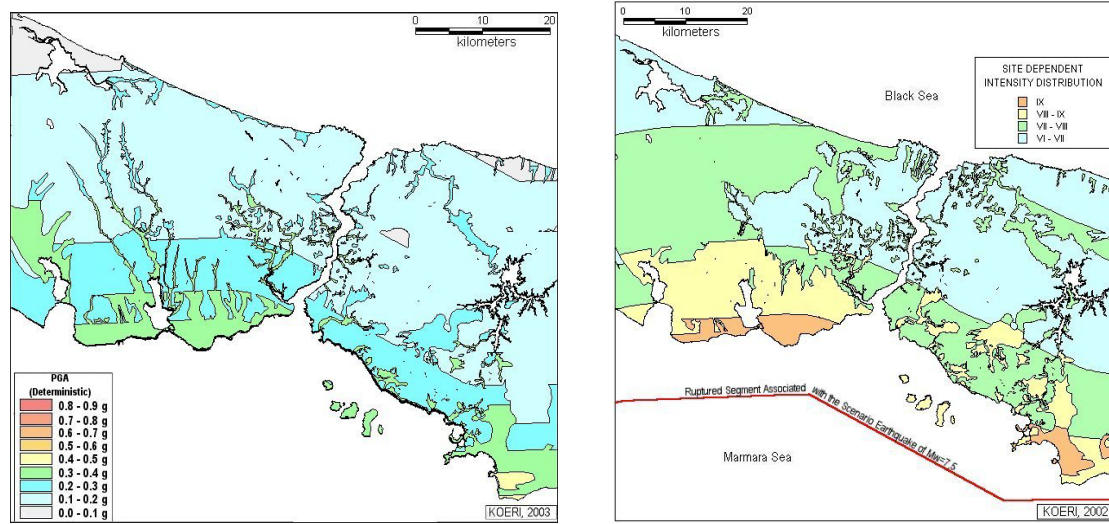 0 10 20
kilometers
PGA
(Deterministic)
0.8 - 0.9 g
0.7 - 0.8 g
0.6 - 0.7 g
0.5 - 0.6 g
0.4 - 0.5 g
0.3 - 0.4 g
0.2 - 0.3 g
0.1 - 0.2 g
0.0 - 0.1 g
KOERI, 2003
0 10 20
kilometers
SITE DEPENDENT
INTENSITY DISTRIBUTION
IX
VIII - IX
VII - VIII
VI - VII
Black Sea
Ruptured Segment Associated with the Scenario Earthquake of Mw=7.5
Marmara Sea
KOERI, 2002